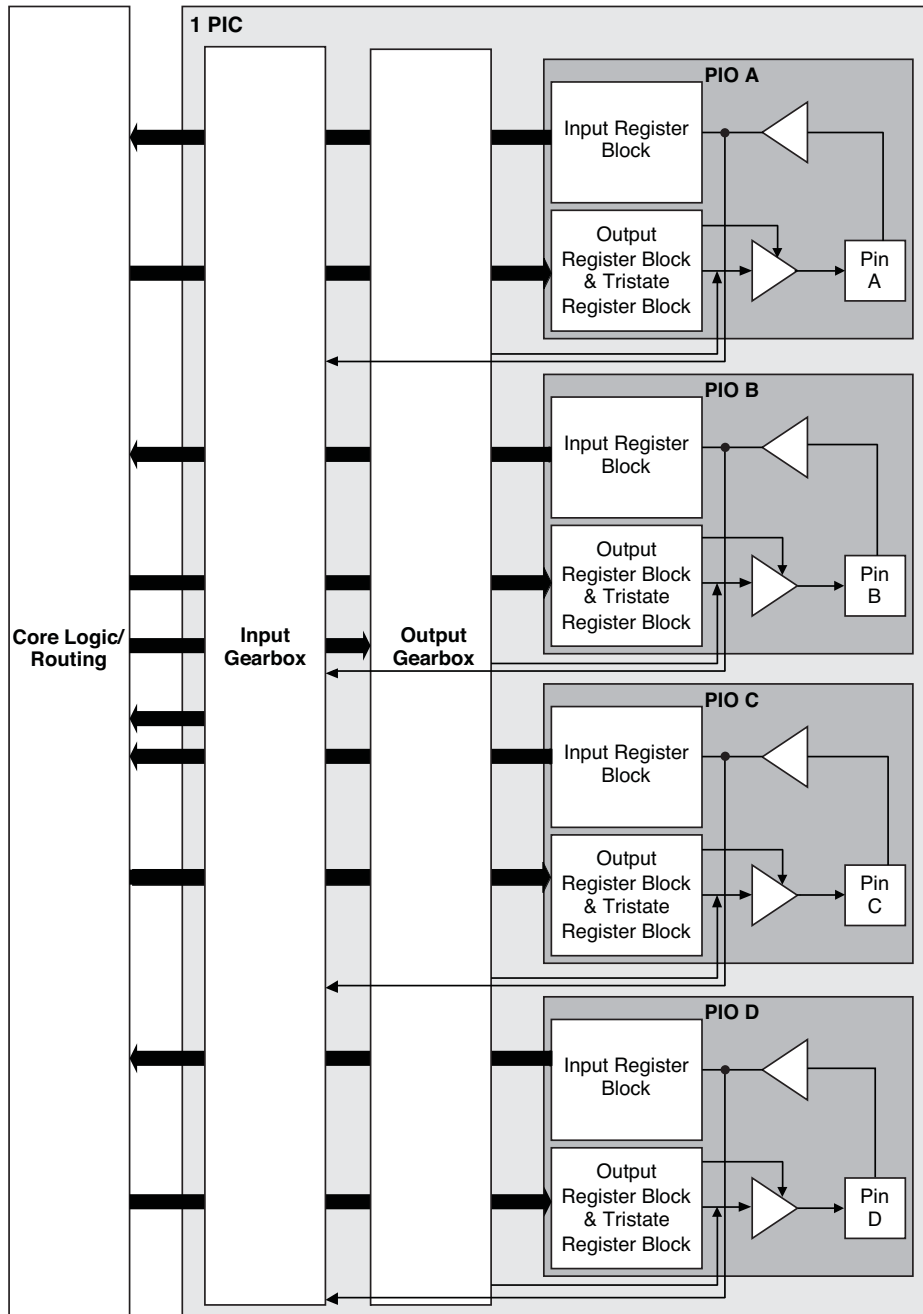 1 PIC
PIO A
Input Register
Block
Output
Register Block
& Tristate
Register Block
Pin
A
PIO B
Input Register
Block
Output
Register Block
& Tristate
Register Block
Pin
B
Core Logic/
Routing
Input
Gearbox
Output
Gearbox
PIO C
Input Register
Block
Output
Register Block
& Tristate
Register Block
Pin
C
PIO D
Input Register
Block
Output
Register Block
& Tristate
Register Block
Pin
D